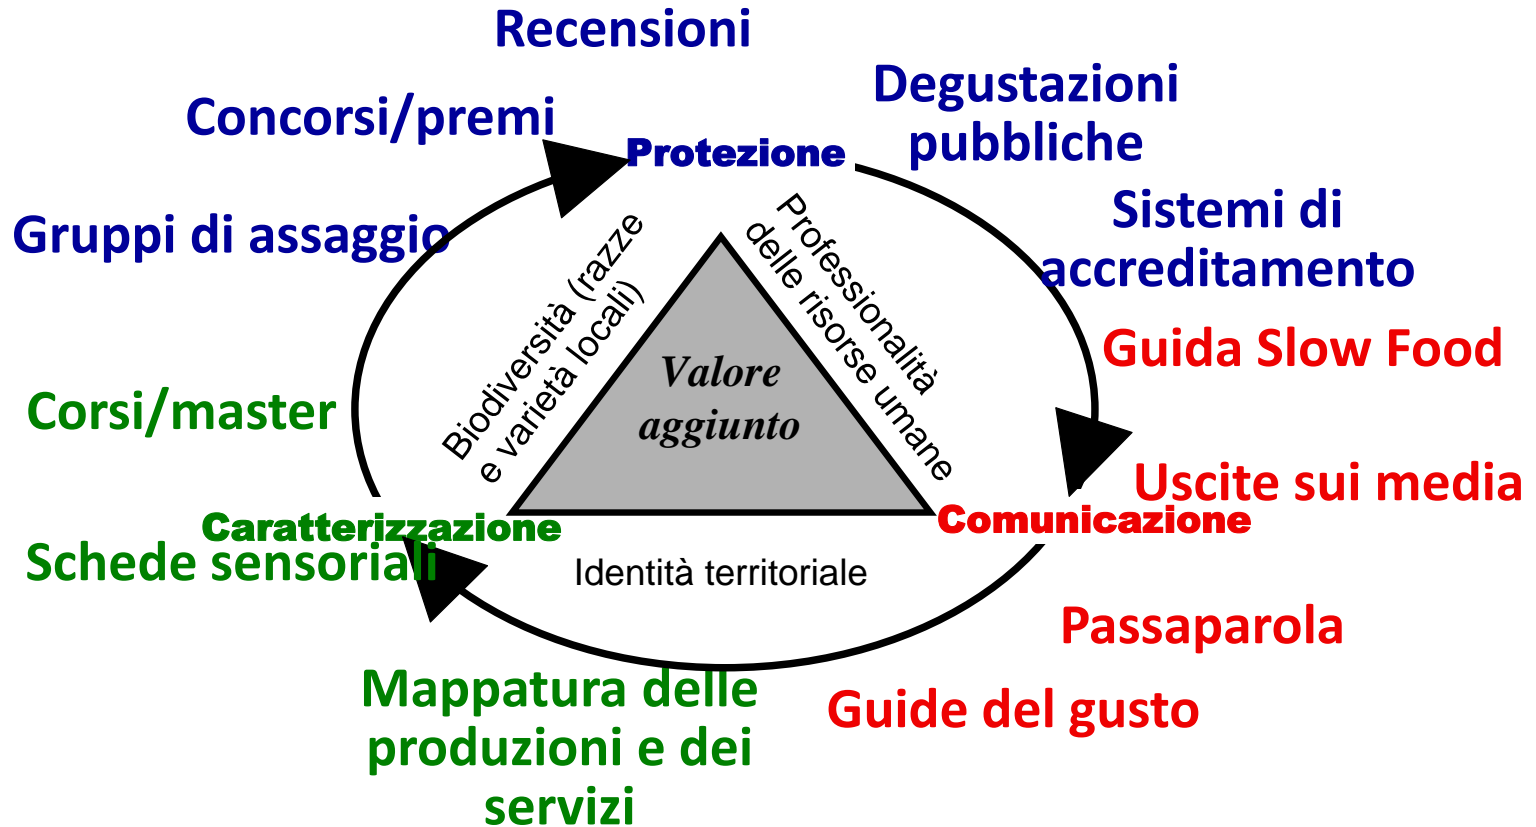 Recensioni
Degustazioni
pubbliche
Concorsi/premi
Protezione
Sistemi di
accreditamento
Gruppi di assaggio
Biodiversità (razze
e varietà locali)
Professionalità
delle risorse umane
Valore
aggiunto
Guida Slow Food
Corsi/master
Uscite sui media
Caratterizzazione
Comunicazione
Schede sensoriali
Identità territoriale
Passaparola
Mappatura delle
produzioni e dei
servizi
Guide del gusto